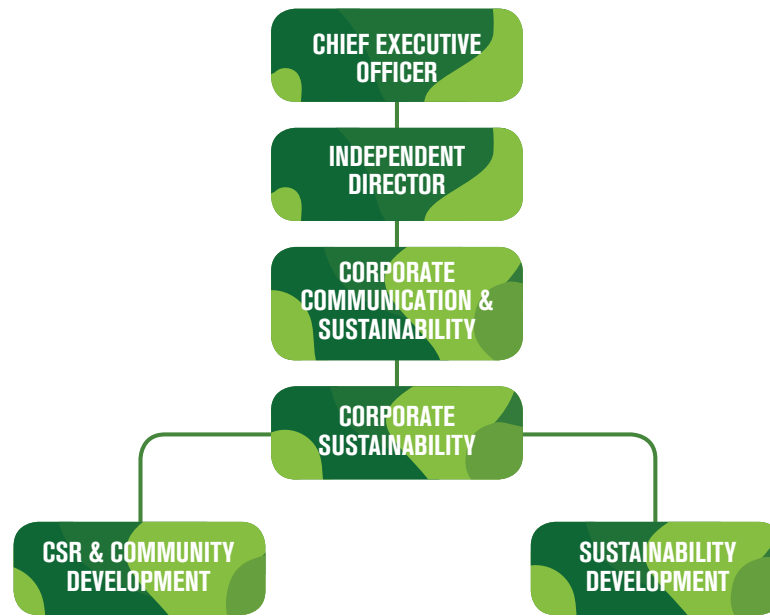 CHIEF EXECUTIVE
OFFICER
INDEPENDENT
DIRECTOR
CORPORATE
COMMUNICATION &
SUSTAINABILITY
CORPORATE
SUSTAINABILITY
CSR & COMMUNITY
DEVELOPMENT
SUSTAINABILITY
DEVELOPMENT